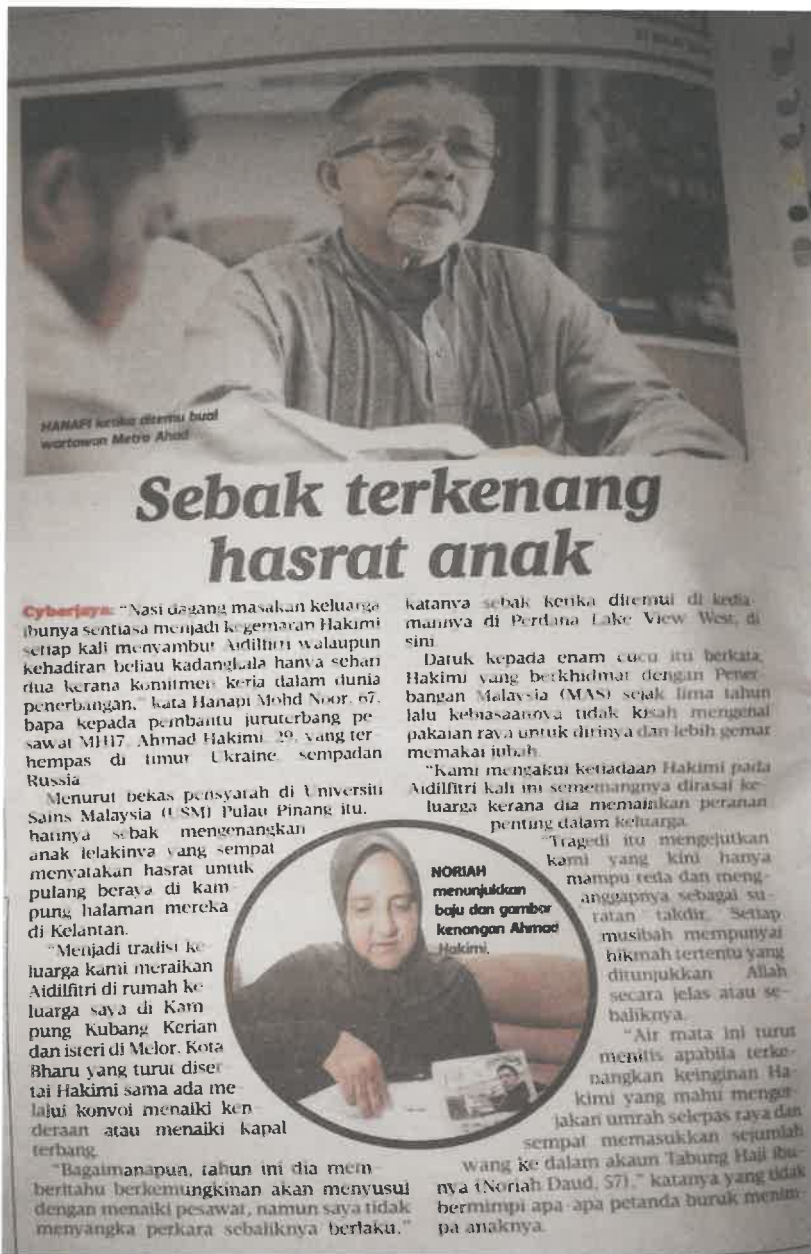 HANAFI ketika ditemu bual
wartawan Metro Ahad
Sebak terkenang
hasrat anak
Cyberjaya: “Nasi dagang masakan keluarga
ibunya sentiasa menjadi kegemaran Hakimi
setiap kali menyambut Aidilfitri walaupun
kehadiran beliau kadangkala hanya sehari
dua kerana komitmen kerja dalam dunia
penerbangan,” kata Hanapi Mohd Noor, 67,
bapa kepada pembantu juruterbang pe-
sawat MH17, Ahmad Hakimi, 29, yang ter-
hempas di timur Ukraine, sempadan
Russia.
Menurut bekas pensyarah di Universiti
Sains Malaysia (USM) Pulau Pinang itu,
hatinya sebak mengenangkan
anak lelakinya yang sempat
menyatakan hasrat untuk
pulang beraya di kam-
pung halaman mereka
di Kelantan.
“Menjadi tradisi ke-
luarga kami meraikan
Aidilfitri di rumah ke-
luarga saya di Kam-
pung Kubang Kerian
dan isteri di Melor, Kota
Bharu yang turut diser-
tai Hakimi sama ada me-
lalui konvoi menaiki ken-
deraan atau menaiki kapal
terbang.
“Bagaimanapun, tahun ini dia mem-
beritahu berkemungkinan akan menyusul
dengan menaiki pesawat, namun saya tidak
menyangka perkara sebaliknya berlaku,”
katanya sebak ketika ditemui di kedia-
mannya di Perdana Lake View West, di
sini.
Datuk kepada enam cucu itu berkata,
Hakimi yang berkhidmat dengan Pener-
bangan Malaysia (MAS) sejak lima tahun
lalu kebiasaannya tidak kisah mengenai
pakaian raya untuk dirinya dan lebih gemar
memakai jubah.
“Kami mengakui ketiadaan Hakimi pada
Aidilfitri kali ini sememangnya dirasai ke-
luarga kerana dia memainkan peranan
penting dalam keluarga.
“Tragedi itu mengejutkan
kami yang kini hanya
mampu reda dan meng-
anggapnya sebagai su-
ratan takdir. Setiap
musibah mempunyai
hikmah tertentu yang
ditunjukkan Allah
secara jelas atau se-
baliknya.
“Air mata ini turut
menitis apabila terke-
nangkan keinginan Ha-
kimi yang mahu menger-
jakan umrah selepas raya dan
sempat memasukkan sejumlah
wang ke dalam akaun Tabung Haji ibu-
nya (Noriah Daud, 57),” katanya yang tidak
bermimpi apa-apa petanda buruk menim-
pa anaknya.
NORIAH
menunjukkan
baju dan gambar
kenangan Ahmad
Hakimi.